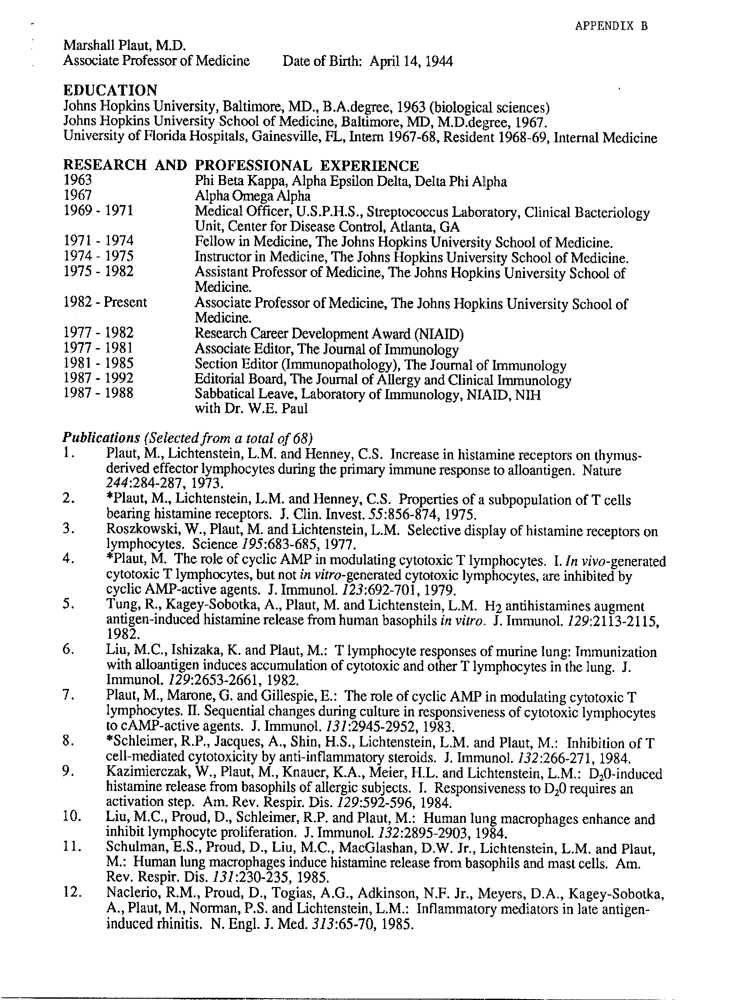 APPENDIX B
Marshall Plaut, M.D.
Associate Professor of Medicine Date of Birth: April 14, 1944
EDUCATION
Johns Hopkins University, Baltimore, MD., B.A.degree, 1963 (biological sciences)
Johns Hopkins University School of Medicine, Baltimore, MD, M.D.degree, 1967.
University of Florida Hospitals, Gainesville, FL, Intern 1967-68, Resident 1968-69, Internal Medicine
RESEARCH AND PROFESSIONAL EXPERIENCE
1963 Phi Beta Kappa, Alpha Epsilon Delta, Delta Phi Alpha
1967 Alpha Omega Alpha
1969 - 1971 Medical Officer, U.S.P.H.S., Streptococcus Laboratory, Clinical Bacteriology
Unit, Center for Disease Control, Atlanta, GA
1971 - 1974 Fellow in Medicine, The Johns Hopkins University School of Medicine.
1974 - 1975 Instructor in Medicine, The Johns Hopkins University School of Medicine.
1975 - 1982 Assistant Professor of Medicine, The Johns Hopkins University School of
Medicine.
1982 - Present Associate Professor of Medicine, The Johns Hopkins University School of
Medicine.
1977 - 1982 Research Career Development Award (NIAID)
1977 - 1981 Associate Editor, The Journal of Immunology
1981 - 1985 Section Editor (Immunopathology), The Journal of Immunology
1987 - 1992 Editorial Board, The Journal of Allergy and Clinical Immunology
1987 - 1988 Sabbatical Leave, Laboratory of Immunology, NIAID, NIH
with Dr. W.E. Paul
Publications (Selected from a total of 68)
1. Plaut, M., Lichtenstein, L.M. and Henney, C.S. Increase in histamine receptors on thymus-
derived effector lymphocytes during the primary immune response to alloantigen. Nature
244:284-287, 1973.
2. *Plaut, M., Lichtenstein, L.M. and Henney, C.S. Properties of a subpopulation of T cells
bearing histamine receptors. J. Clin. Invest. 55:856-874, 1975.
3. Roszkowski, W., Plaut, M. and Lichtenstein, L.M. Selective display of histamine receptors on
lymphocytes. Science 195:683-685, 1977.
4. *Plaut, M. The role of cyclic AMP in modulating cytotoxic T lymphocytes. I. In vivo-generated
cytotoxic T lymphocytes, but not in vitro-generated cytotoxic lymphocytes, are inhibited by
cyclic AMP-active agents. J. Immunol. 123:692-701, 1979.
5. Tung, R., Kagey-Sobotka, A., Plaut, M. and Lichtenstein, L.M. H2 antihistamines augment
antigen-induced histamine release from human basophils in vitro. J. Immunol. 129:2113-2115,
1982.
6. Liu, M.C., Ishizaka, K. and Plaut, M.: T lymphocyte responses of murine lung: Immunization
with alloantigen induces accumulation of cytotoxic and other T lymphocytes in the lung. J.
Immunol. 129:2653-2661, 1982.
7. Plaut, M., Marone, G. and Gillespie, E.: The role of cyclic AMP in modulating cytotoxic T
lymphocytes. II. Sequential changes during culture in responsiveness of cytotoxic lymphocytes
to cAMP-active agents. J. Immunol. 131:2945-2952, 1983.
8. *Schleimer, R.P., Jacques, A., Shin, H.S., Lichtenstein, L.M. and Plaut, M.: Inhibition of T
cell-mediated cytotoxicity by anti-inflammatory steroids. J. Immunol. 132:266-271, 1984.
9. Kazimierczak, W., Plaut, M., Knauer, K.A., Meier, H.L. and Lichtenstein, L.M.: D2O-induced
histamine release from basophils of allergic subjects. I. Responsiveness to D2O requires an
activation step. Am. Rev. Respir. Dis. 129:592-596, 1984.
10. Liu, M.C., Proud, D., Schleimer, R.P. and Plaut, M.: Human lung macrophages enhance and
inhibit lymphocyte proliferation. J. Immunol. 132:2895-2903, 1984.
11. Schulman, E.S., Proud, D., Liu, M.C., MacGlashan, D.W. Jr., Lichtenstein, L.M. and Plaut,
M.: Human lung macrophages induce histamine release from basophils and mast cells. Am.
Rev. Respir. Dis. 131:230-235, 1985.
12. Naclerio, R.M., Proud, D., Togias, A.G., Adkinson, N.F. Jr., Meyers, D.A., Kagey-Sobotka,
A., Plaut, M., Norman, P.S. and Lichtenstein, L.M.: Inflammatory mediators in late antigen-
induced rhinitis. N. Engl. J. Med. 313:65-70, 1985.